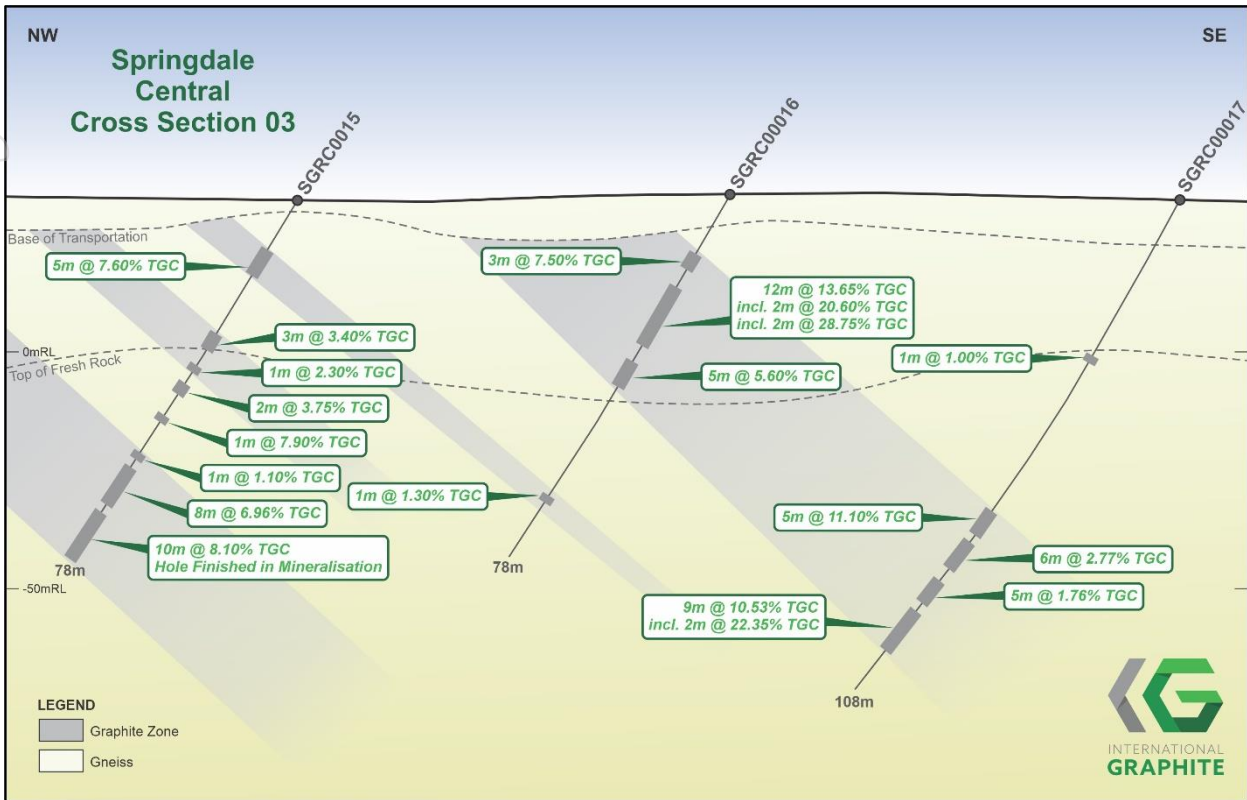 NW
SE
Springdale
Central
Cross Section 03
SGRC0015
SGRC00016
SGRC00017
Base of Transportation
5m @ 7.60% TGC
3m @ 7.50% TGC
12m @ 13.65% TGC
incl. 2m @ 20.60% TGC
incl. 2m @ 28.75% TGC
3m @ 3.40% TGC
0mRL
Top of Fresh Rock
1m @ 1.00% TGC
1m @ 2.30% TGC
5m @ 5.60% TGC
2m @ 3.75% TGC
1m @ 7.90% TGC
1m @ 1.10% TGC
1m @ 1.30% TGC
8m @ 6.96% TGC
5m @ 11.10% TGC
10m @ 8.10% TGC
Hole Finished in Mineralisation
6m @ 2.77% TGC
78m
78m
-50mRL
5m @ 1.76% TGC
9m @ 10.53% TGC
incl. 2m @ 22.35% TGC
108m
LEGEND
Graphite Zone
Gneiss
INTERNATIONAL
GRAPHITE